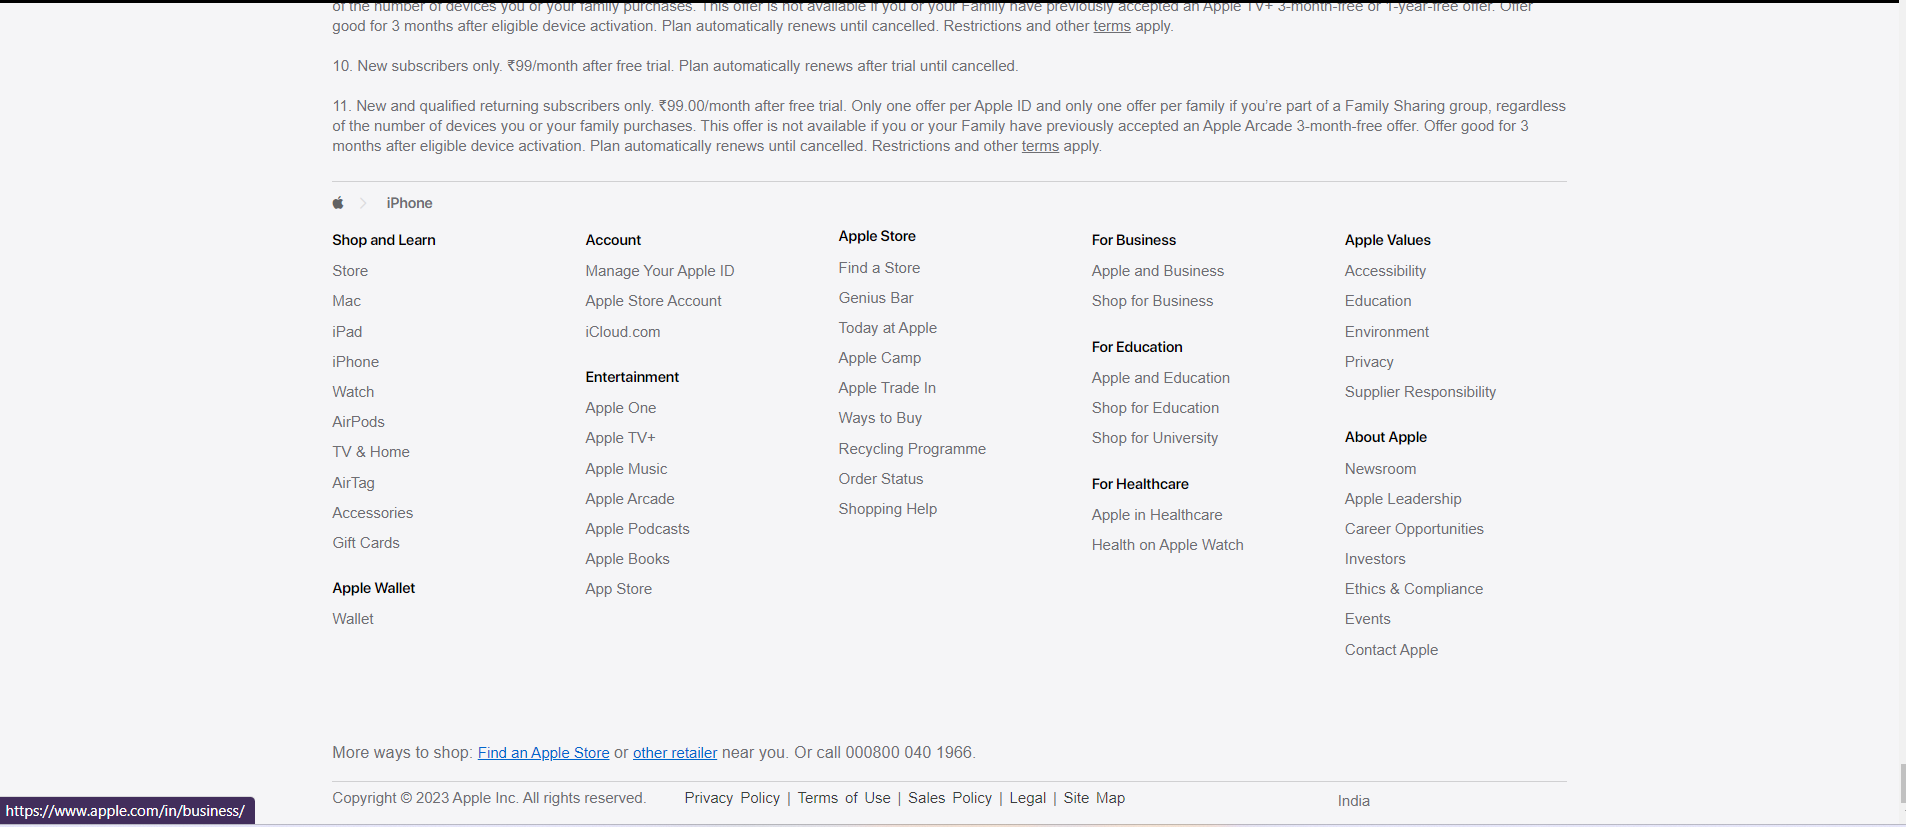 of the number of devices you or your family purchases. This offer is not available if you or your Family have previously accepted an Apple TV+ 3-month-free or 1-year-free offer. Offer
good for 3 months after eligible device activation. Plan automatically renews until cancelled. Restrictions and other terms apply.
10. New subscribers only. ₹99/month after free trial. Plan automatically renews after trial until cancelled.
11. New and qualified returning subscribers only. ₹99.00/month after free trial. Only one offer per Apple ID and only one offer per family if you’re part of a Family Sharing group, regardless
of the number of devices you or your family purchases. This offer is not available if you or your Family have previously accepted an Apple Arcade 3-month-free offer. Offer good for 3
months after eligible device activation. Plan automatically renews until cancelled. Restrictions and other terms apply.
iPhone
Shop and Learn
Store
Mac
iPad
iPhone
Watch
AirPods
TV & Home
AirTag
Accessories
Gift Cards
Apple Wallet
Wallet
Account
Manage Your Apple ID
Apple Store Account
iCloud.com
Entertainment
Apple One
Apple TV+
Apple Music
Apple Arcade
Apple Podcasts
Apple Books
App Store
Apple Store
Find a Store
Genius Bar
Today at Apple
Apple Camp
Apple Trade In
Ways to Buy
Recycling Programme
Order Status
Shopping Help
For Business
Apple and Business
Shop for Business
For Education
Apple and Education
Shop for Education
Shop for University
For Healthcare
Apple in Healthcare
Health on Apple Watch
Apple Values
Accessibility
Education
Environment
Privacy
Supplier Responsibility
About Apple
Newsroom
Apple Leadership
Career Opportunities
Investors
Ethics & Compliance
Events
Contact Apple
More ways to shop: Find an Apple Store or other retailer near you. Or call 000800 040 1966.
Copyright © 2023 Apple Inc. All rights reserved. Privacy Policy | Terms of Use | Sales Policy | Legal | Site Map India
https://www.apple.com/in/business/